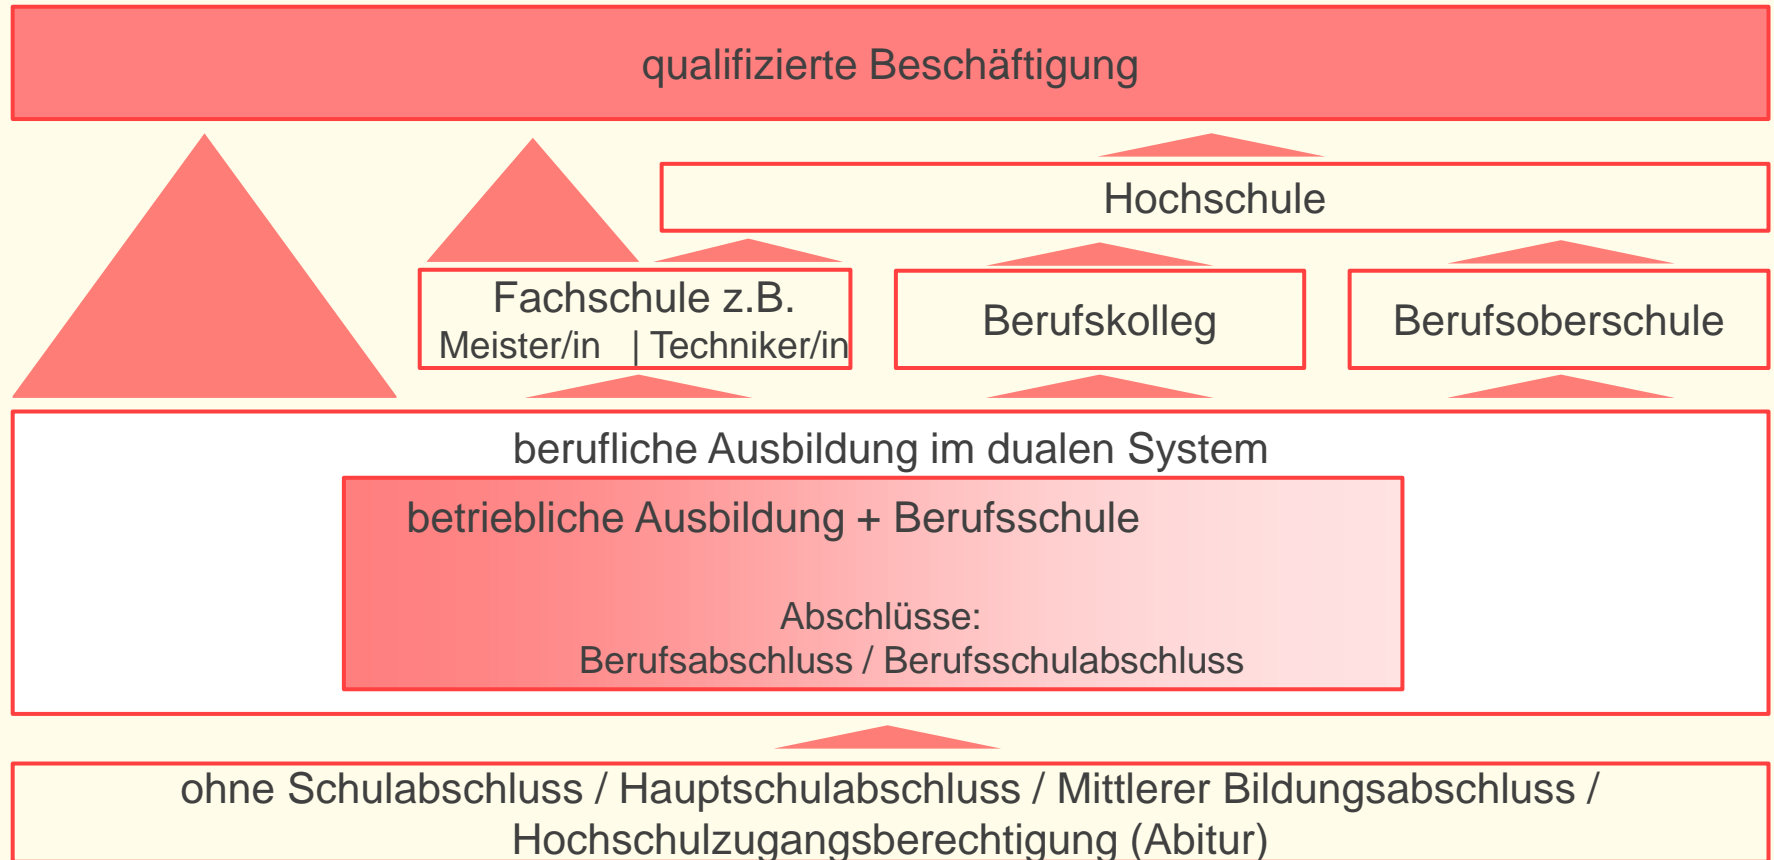 qualifizierte Beschäftigung
Hochschule
Fachschule z.B.
Meister/in | Techniker/in
Berufskolleg
Berufsoberschule
berufliche Ausbildung im dualen System
betriebliche Ausbildung + Berufsschule
Abschlüsse:
Berufsabschluss / Berufsschulabschluss
ohne Schulabschluss / Hauptschulabschluss / Mittlerer Bildungsabschluss /
Hochschulzugangsberechtigung (Abitur)